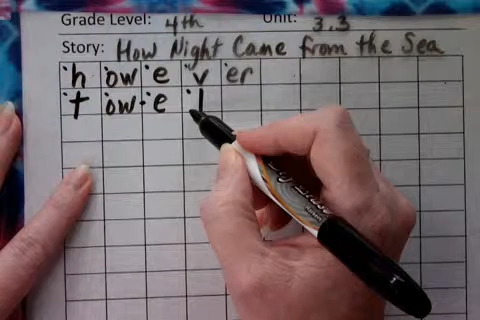 Grade Level: 4th Unit: 3.3
Story: How Night Came from the Sea
h ow e v er
t ow e l